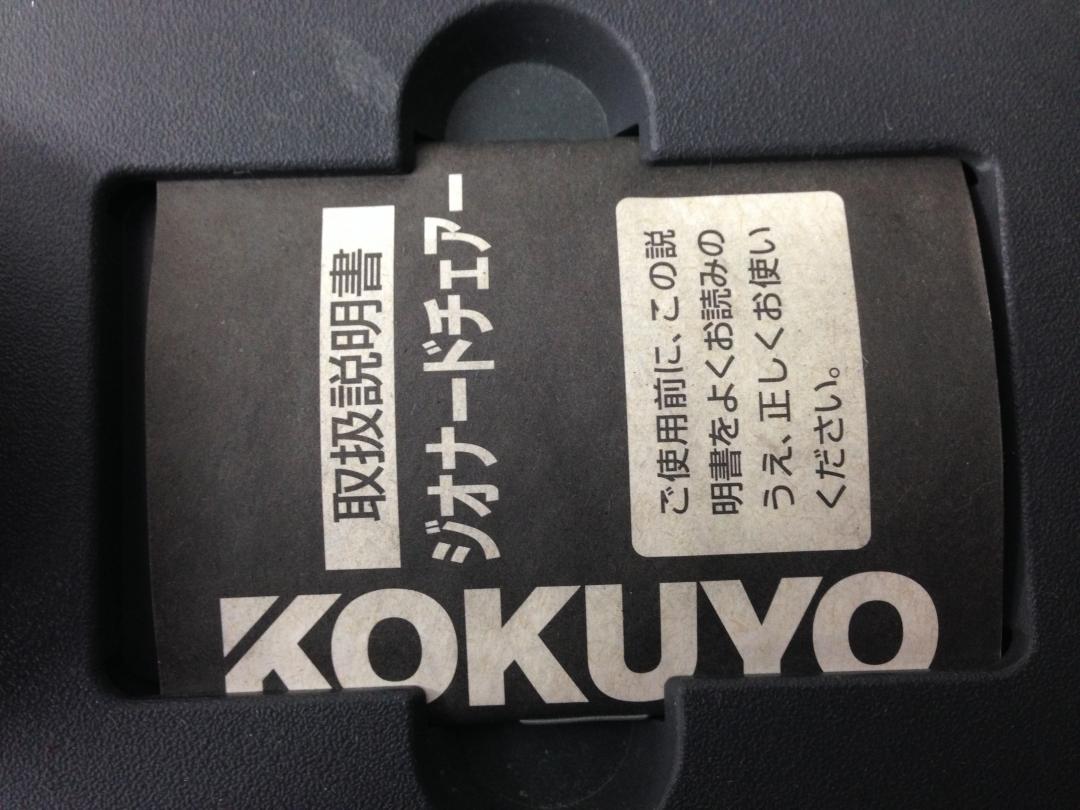 取扱説明書
ジオナードチェアー
ご使用前に、この説
明書をよくお読みの
うえ、正しくお使い
ください。
KOKUYO